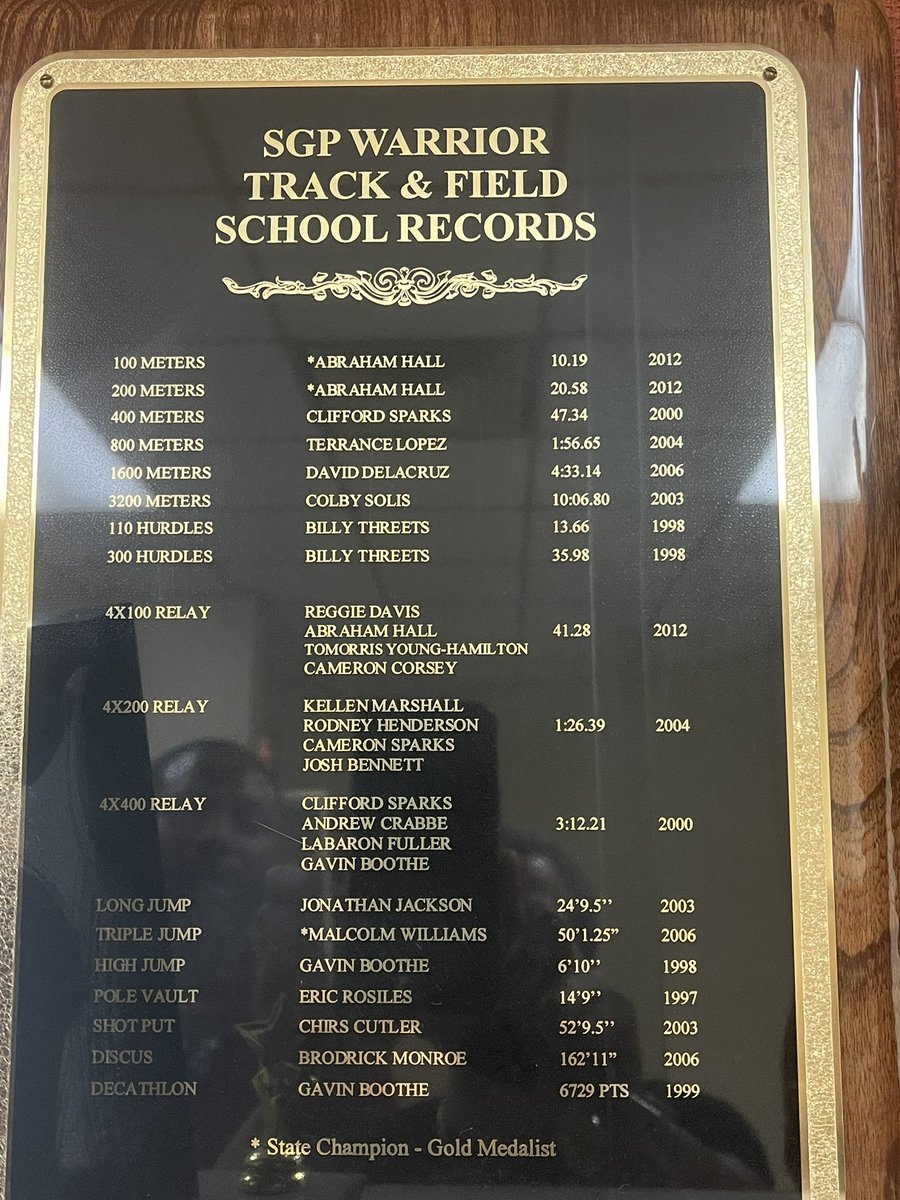 SGP WARRIOR
TRACK & FIELD
SCHOOL RECORDS
100 METERS *ABRAHAM HALL 10.19 2012
200 METERS *ABRAHAM HALL 20.58 2012
400 METERS CLIFFORD SPARKS 47.34 2000
800 METERS TERRANCE LOPEZ 1:56.65 2004
1600 METERS DAVID DELACRUZ 4:33.14 2006
3200 METERS COLBY SOLIS 10:06.80 2003
110 HURDLES BILLY THREETS 13.66 1998
300 HURDLES BILLY THREETS 35.98 1998
4X100 RELAY REGGIE DAVIS
ABRAHAM HALL 41.28 2012
TOMORRIS YOUNG-HAMILTON
CAMERON CORSEY
4X200 RELAY KELLEN MARSHALL
RODNEY HENDERSON 1:26.39 2004
CAMERON SPARKS
JOSH BENNETT
4X400 RELAY CLIFFORD SPARKS
ANDREW CRABBE 3:12.21 2000
LABARON FULLER
GAVIN BOOTHE
LONG JUMP JONATHAN JACKSON 24’9.5’’ 2003
TRIPLE JUMP *MALCOLM WILLIAMS 50’1.25” 2006
HIGH JUMP GAVIN BOOTHE 6’10’’ 1998
POLE VAULT ERIC ROSILES 14’9’’ 1997
SHOT PUT CHIRS CUTLER 52’9.5’’ 2003
DISCUS BRODRICK MONROE 162’11” 2006
DECATHLON GAVIN BOOTHE 6729 PTS 1999
* State Champion - Gold Medalist